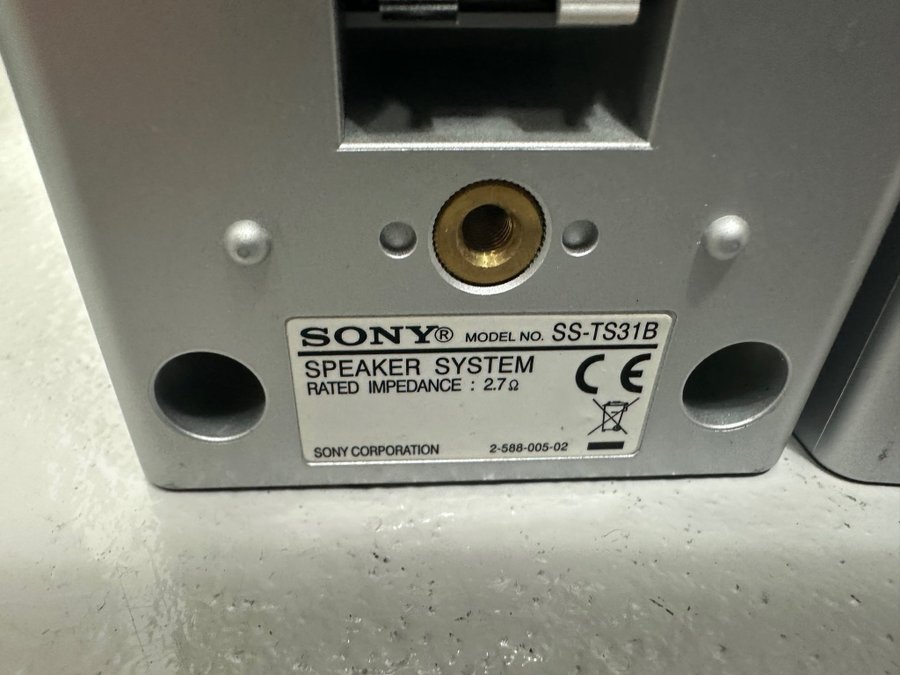 SONY® MODEL NO. SS-TS31B
SPEAKER SYSTEM
RATED IMPEDANCE : 2.7Ω
CE
SONY CORPORATION 2-588-005-02